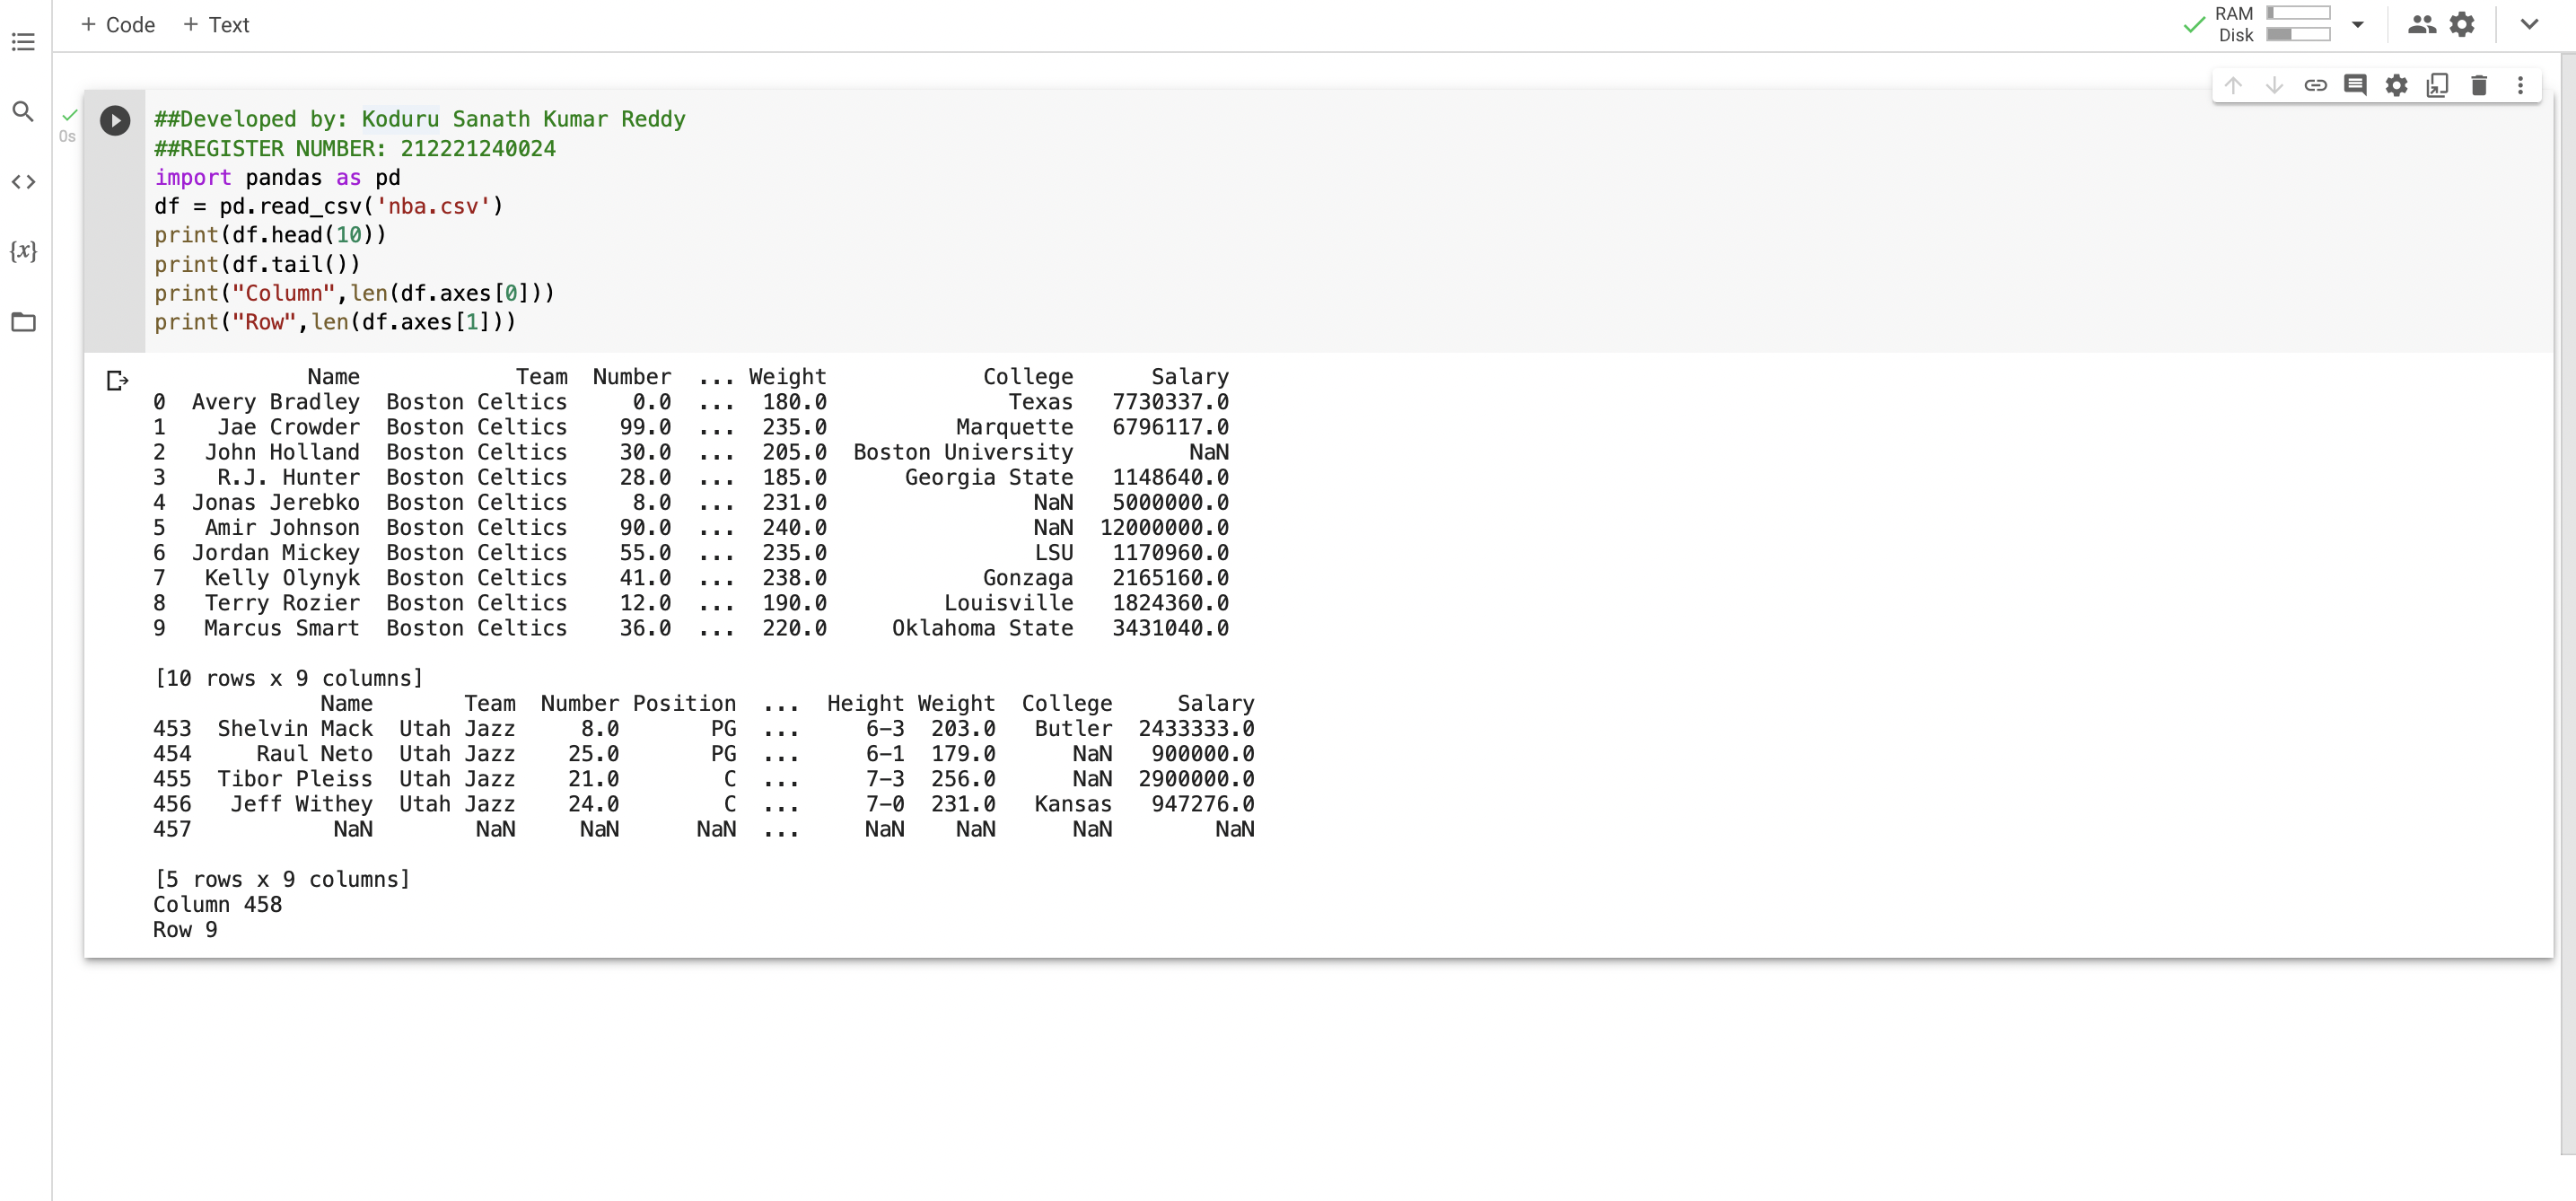 + Code + Text
RAM
Disk
0s
##Developed by: Koduru Sanath Kumar Reddy
##REGISTER NUMBER: 212221240024
import pandas as pd
df = pd.read_csv('nba.csv')
print(df.head(10))
print(df.tail())
print("Column",len(df.axes[0]))
print("Row",len(df.axes[1]))
{x}
Name Team Number ... Weight College Salary
0 Avery Bradley Boston Celtics 0.0 ... 180.0 Texas 7730337.0
1 Jae Crowder Boston Celtics 99.0 ... 235.0 Marquette 6796117.0
2 John Holland Boston Celtics 30.0 ... 205.0 Boston University NaN
3 R.J. Hunter Boston Celtics 28.0 ... 185.0 Georgia State 1148640.0
4 Jonas Jerebko Boston Celtics 8.0 ... 231.0 NaN 5000000.0
5 Amir Johnson Boston Celtics 90.0 ... 240.0 NaN 12000000.0
6 Jordan Mickey Boston Celtics 55.0 ... 235.0 LSU 1170960.0
7 Kelly Olynyk Boston Celtics 41.0 ... 238.0 Gonzaga 2165160.0
8 Terry Rozier Boston Celtics 12.0 ... 190.0 Louisville 1824360.0
9 Marcus Smart Boston Celtics 36.0 ... 220.0 Oklahoma State 3431040.0
[10 rows x 9 columns]
Name Team Number Position ... Height Weight College Salary
453 Shelvin Mack Utah Jazz 8.0 PG ... 6-3 203.0 Butler 2433333.0
454 Raul Neto Utah Jazz 25.0 PG ... 6-1 179.0 NaN 900000.0
455 Tibor Pleiss Utah Jazz 21.0 C ... 7-3 256.0 NaN 2900000.0
456 Jeff Withey Utah Jazz 24.0 C ... 7-0 231.0 Kansas 947276.0
457 NaN NaN NaN NaN ... NaN NaN NaN NaN
[5 rows x 9 columns]
Column 458
Row 9